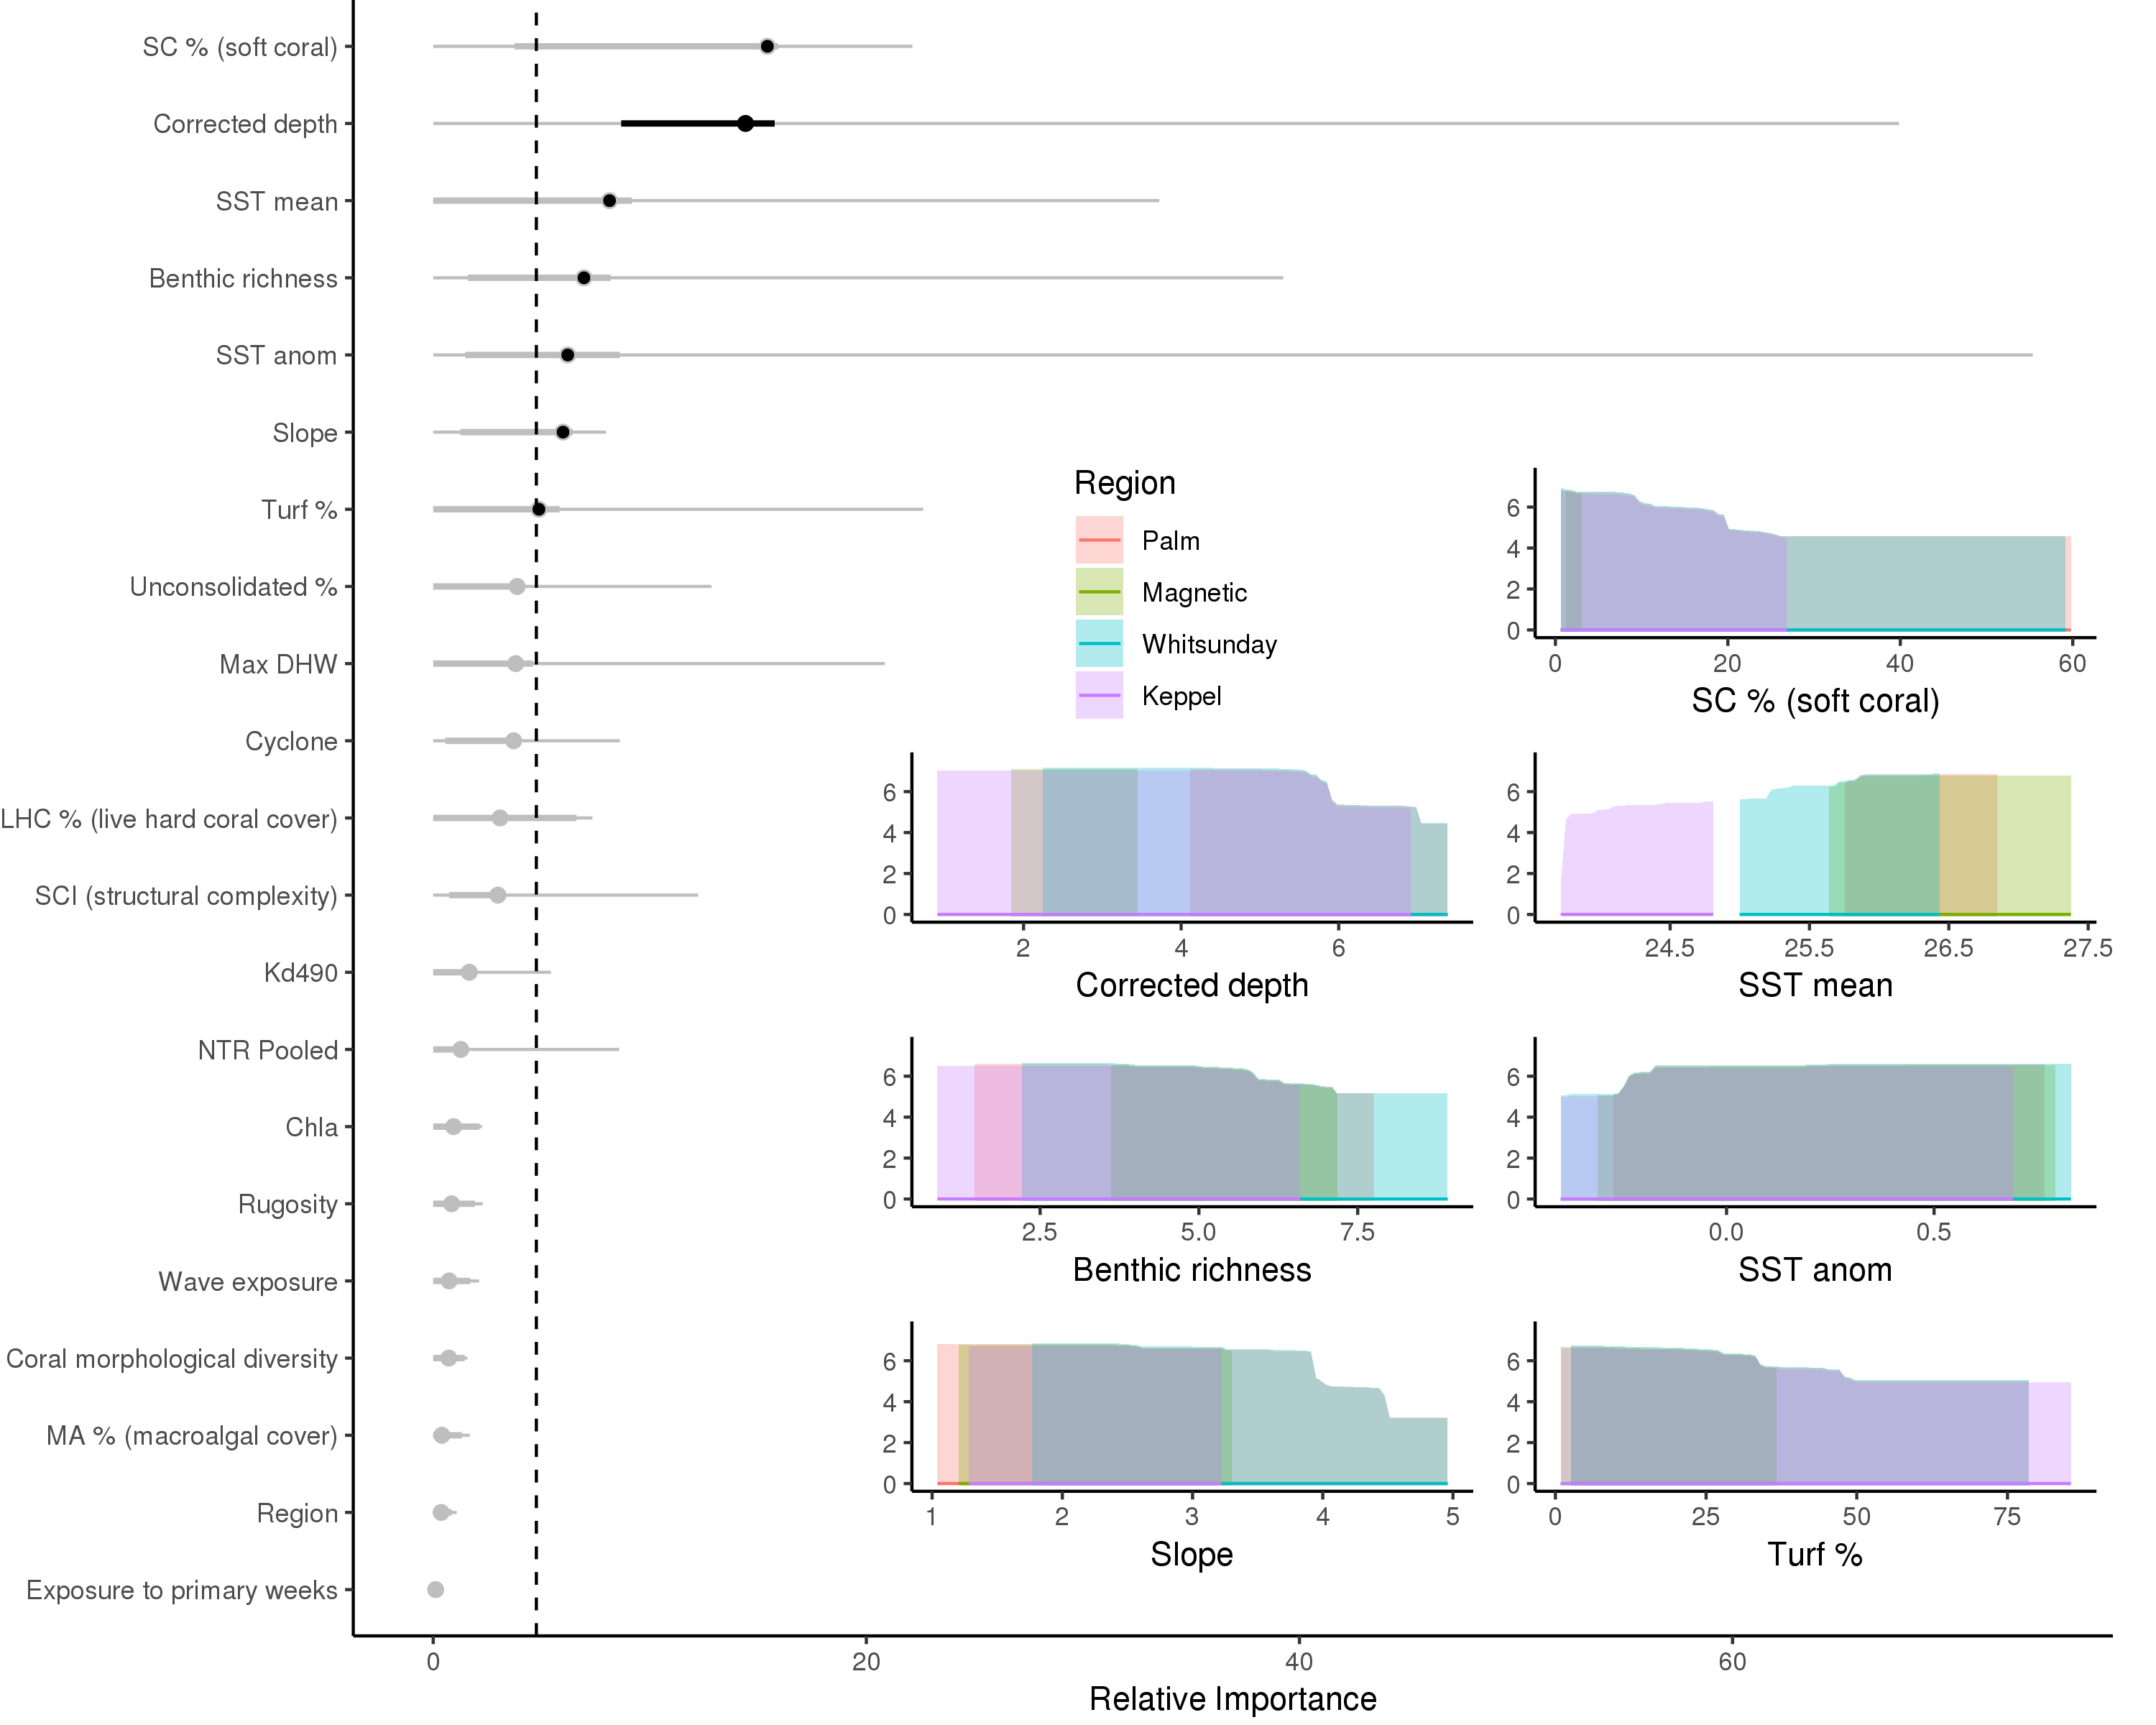 SC % (soft coral)
Corrected depth
SST mean
Benthic richness
SST anom
Slope
Turf %
Unconsolidated %
Max DHW
Cyclone
LHC % (live hard coral cover)
SCI (structural complexity)
Kd490
NTR Pooled
Chla
Rugosity
Wave exposure
Coral morphological diversity
MA % (macroalgal cover)
Region
Exposure to primary weeks
0 20 40 60
Relative Importance
Region
Palm
Magnetic
Whitsunday
Keppel
6
4
2
0
0 20 40 60
SC % (soft coral)
6
4
2
0
2 4 6
Corrected depth
6
4
2
0
24.5 25.5 26.5 27.5
SST mean
6
4
2
0
2.5 5.0 7.5
Benthic richness
6
4
2
0
0.0 0.5
SST anom
6
4
2
0
1 2 3 4 5
Slope
6
4
2
0
0 25 50 75
Turf %